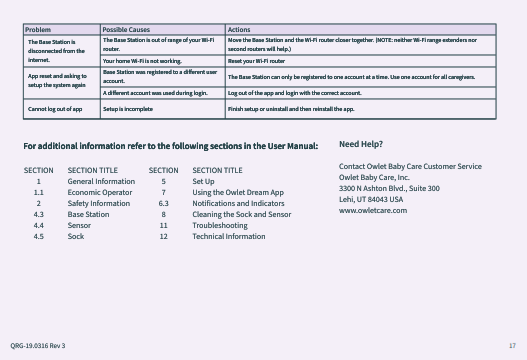 Problem Possible Causes Actions
The Base Station is disconnected from the internet.
The Base Station is out of range of your Wi-Fi router.
Move the Base Station and the Wi-Fi router closer together. (NOTE: neither Wi-Fi range extenders nor second routers will help.)
Your home Wi-Fi is not working. Reset your Wi-Fi router
App reset and asking to setup the system again
Base Station was registered to a different user account.
The Base Station can only be registered to one account at a time. Use one account for all caregivers.
A different account was used during login. Log out of the app and login with the correct account.
Cannot log out of app Setup is incomplete Finish setup or uninstall and then reinstall the app.
For additional information refer to the following sections in the User Manual:
SECTION SECTION TITLE SECTION SECTION TITLE
1 General Information 5 Set Up
1.1 Economic Operator 7 Using the Owlet Dream App
2 Safety Information 6.3 Notifications and Indicators
4.3 Base Station 8 Cleaning the Sock and Sensor
4.4 Sensor 11 Troubleshooting
4.5 Sock 12 Technical Information
Need Help?
Contact Owlet Baby Care Customer Service
Owlet Baby Care, Inc.
3300 N Ashton Blvd., Suite 300
Lehi, UT 84043 USA
www.owletcare.com
QRG-19.0316 Rev 3 17